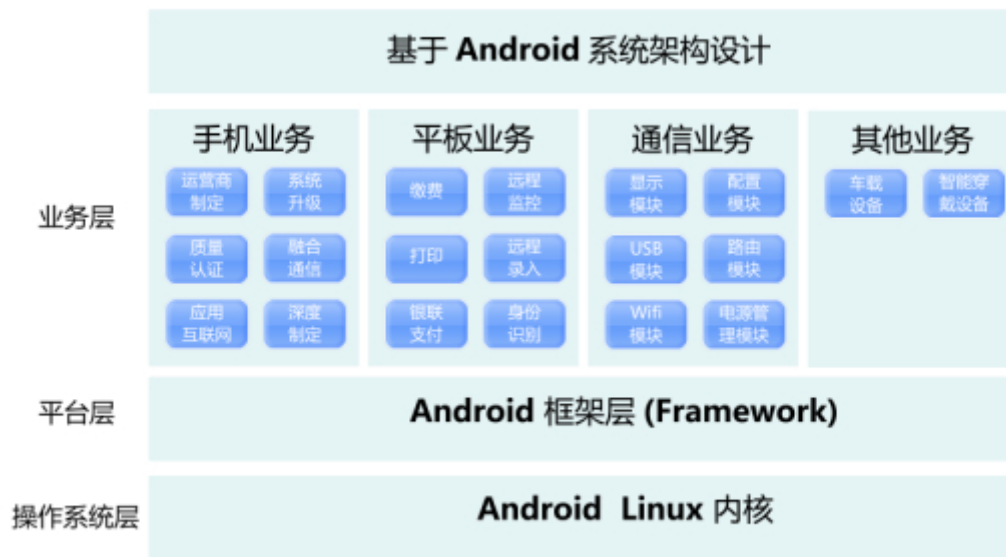 基于 Android 系统架构设计
业务层
手机业务
运营商
制定
系统
升级
质量
认证
融合
通信
应用
互联网
深度
制定
平板业务
缴费
远程
监控
打印
远程
录入
银联
支付
身份
识别
通信业务
显示
模块
配置
模块
USB
模块
路由
模块
Wifi
模块
电源管
理模块
其他业务
车载
设备
智能穿
戴设备
平台层
Android 框架层 (Framework)
操作系统层
Android Linux 内核